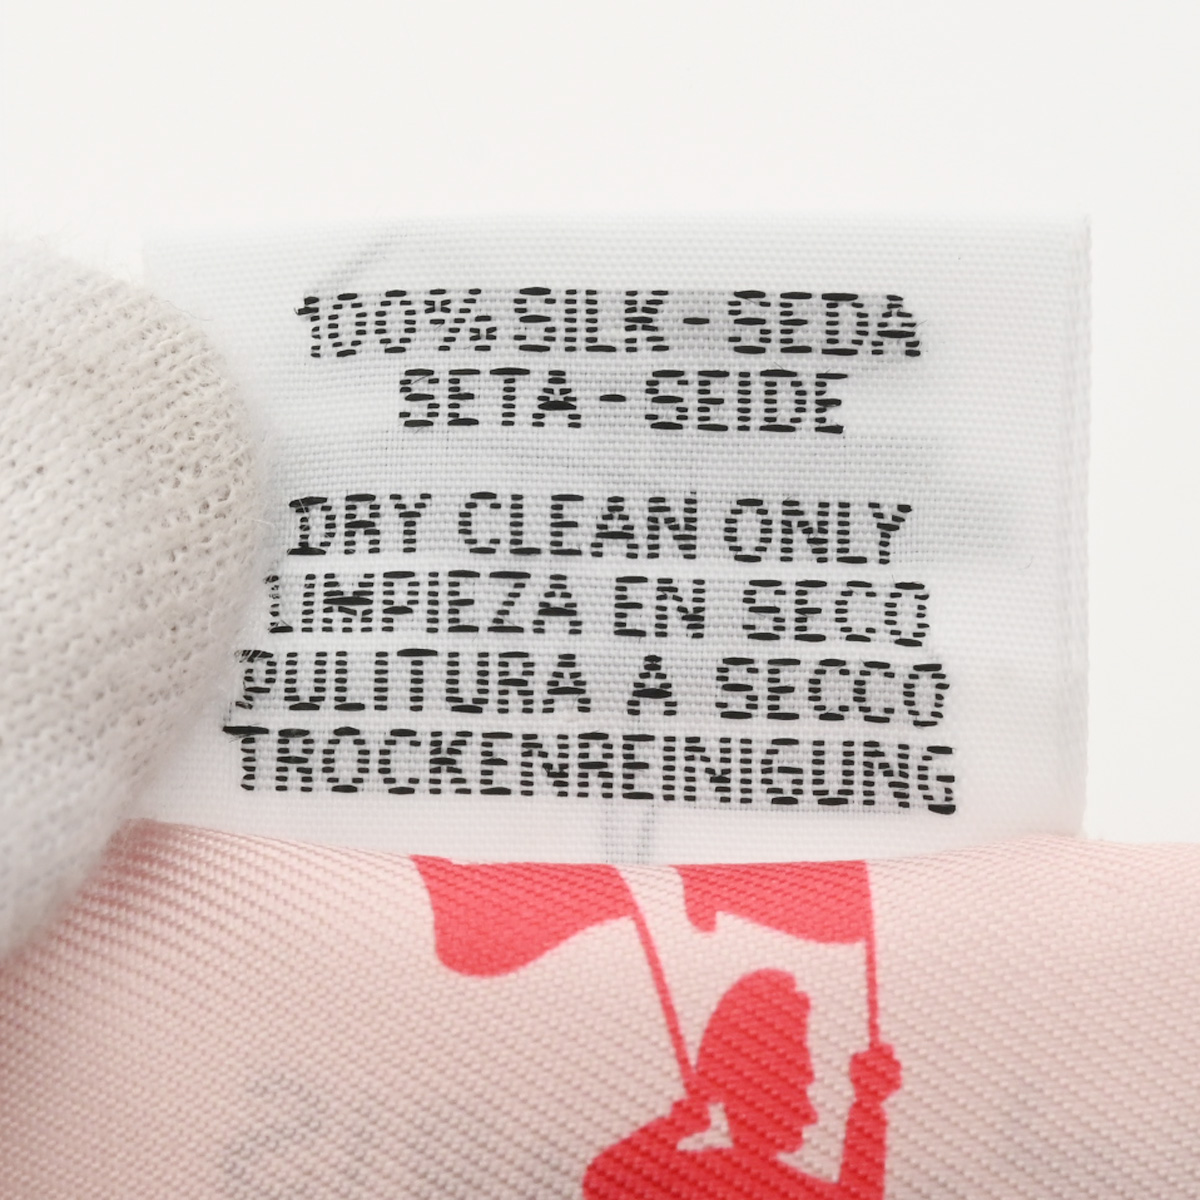 100% SILK - SEDA
SETA - SEIDE
DRY CLEAN ONLY
LIMPIEZA EN SECO
PULITURA A SECCO
TROCKENREINIGUNG